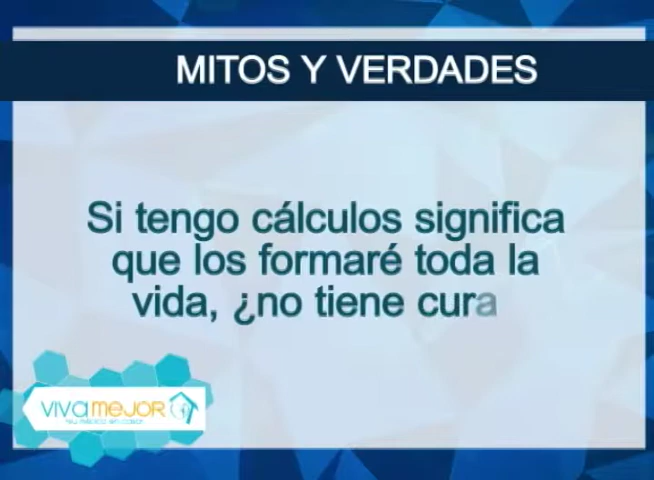 MITOS Y VERDADES
Si tengo cálculos significa
que los formaré toda la
vida, ¿no tiene cura
VIVa meJOR